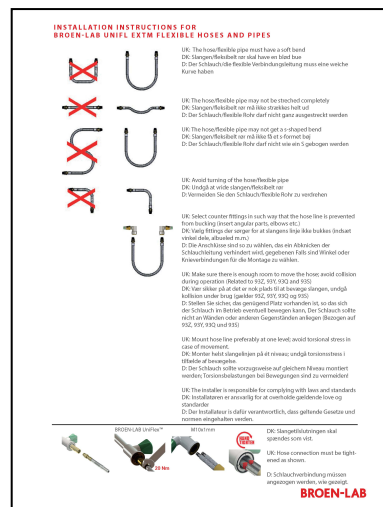 INSTALLATION INSTRUCTIONS FOR
BROEN-LAB UNIFL EXTM FLEXIBLE HOSES AND PIPES
UK: The hose/flexible pipe must have a soft bend
DK: Slangen/fleksibelt rør skal have en blød bue
D: Der Schlauch/die flexible Verbindungleitung muss eine weiche
Kurve haben
UK: The hose/flexible pipe may not be streched completely
DK: Slangen/fleksibelt rør må ikke strækkes helt ud
D: Der Schlauch/flexible Rohr darf nicht ganz ausgestreckt werden
UK: The hose/flexible pipe may not get a s-shaped bend
DK: Slangen/fleksibelt rør må ikke få et s-formet bøj
D: Der Schlauch/flexible Rohr darf nicht wie ein S gebogen werden
UK: Avoid turning of the hose/flexible pipe
DK: Undgå at vride slangen/fleksibelt rør
D: Vermeiden Sie den Schlauch/flexible Rohr zu verdrehen
UK: Select counter fittings in such way that the hose line is prevented
from bucking (insert angular parts, elbows etc.)
DK: Vælg fittings der sørger for at slangens linje ikke bukkes (indsæt
vinkel dele, albueled m.m.)
D: Die Anschlüsse sind so zu wählen, das ein Abknicken der
Schlauchleitung verhindert wird, gegebenen Falls sind Winkel oder
Knieverbindungen für die Montage zu wählen.
UK: Make sure there is enough room to move the hose; avoid collision
during operation (Related to 93Z, 93Y, 93Q and 93S)
DK: Vær sikker på at det er nok plads til at bevæge slangen, undgå
kollision under brug (gælder 93Z, 93Y, 93Q og 93S)
D: Stellen Sie sicher, das genügend Platz vorhanden ist, so das sich
der Schlauch im Betrieb eventuell bewegen kann, Der Schlauch sollte
nicht an Wänden oder anderen Gegenständen anliegen (Bezogen auf
93Z, 93Y, 93Q und 93S)
UK: Mount hose line preferably at one level; avoid torsional stress in
case of movement.
DK: Monter helst slangelinjen på ét niveau; undgå torsionsstress i
tilfælde af bevægelse.
D: Der Schlauch sollte vorzugsweise auf gleichem Niveau montiert
werden; Torsionsbelastungen bei Bewegungen sind zu vermeiden!
UK: The installer is responsible for complying with laws and standards
DK: Installatøren er ansvarlig for at overholde gældende love og
standarder
D: Der Installateur is dafür verantwortlich, dass geltende Gesetze und
normen eingehalten werden.
BROEN-LAB UniFlex™
M10x1mm
25 Nm
HAND
TIGHTEN
DK: Slangetilslutningen skal
spændes som vist.
UK: Hose connection must be tight-
ened as shown.
D: Schlauchverbindung müssen
angezogen werden, wie gezeigt.
BROEN-LAB